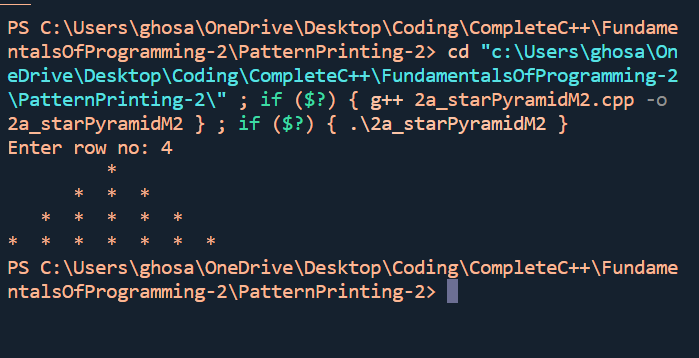 PS C:\Users\ghosa\OneDrive\Desktop\Coding\CompleteC++\Fundame
ntalsOfProgramming-2\PatternPrinting-2> cd "c:\Users\ghosa\On
eDrive\Desktop\Coding\CompleteC++\FundamentalsOfProgramming-2
\PatternPrinting-2\" ; if ($?) { g++ 2a_starPyramidM2.cpp -o
2a_starPyramidM2 } ; if ($?) { .\2a_starPyramidM2 }
Enter row no: 4
         *
      *  *  *
   *  *  *  *  *
*  *  *  *  *  *  *
PS C:\Users\ghosa\OneDrive\Desktop\Coding\CompleteC++\Fundame
ntalsOfProgramming-2\PatternPrinting-2>